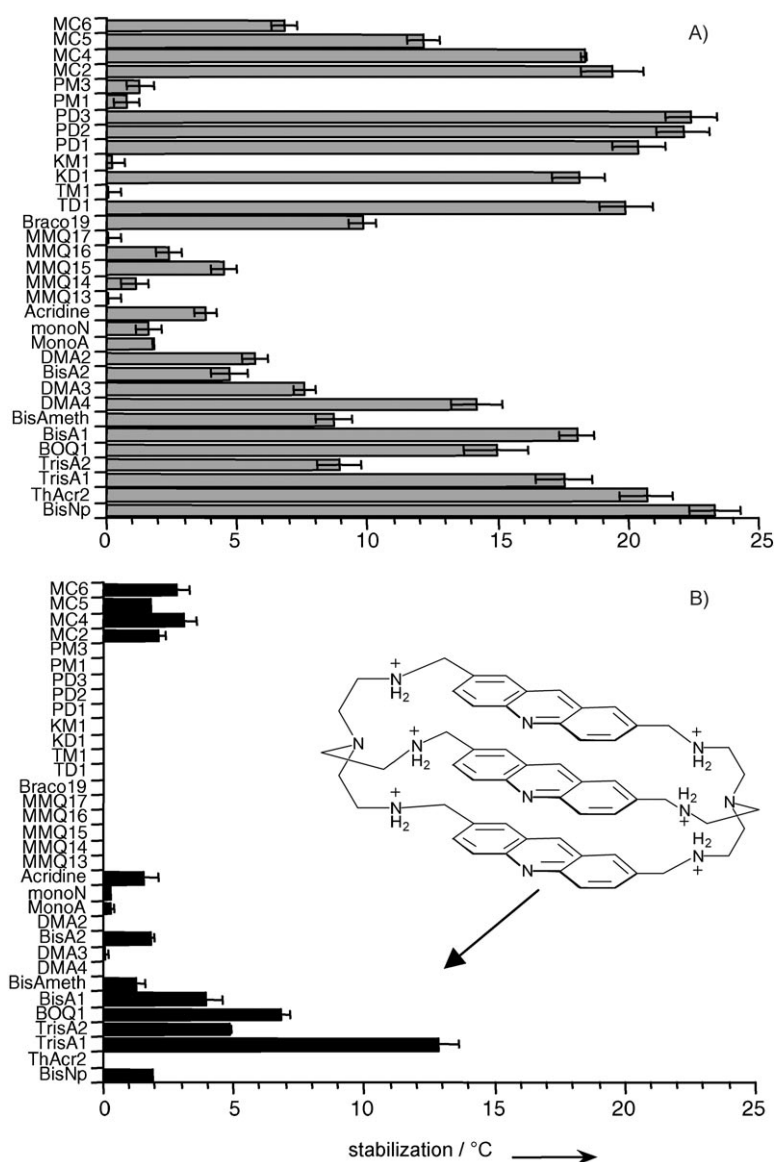 A)
MC6
MC5
MC4
MC2
PM3
PM1
PD3
PD2
PD1
KM1
KD1
TM1
TD1
Braco19
MMQ17
MMQ16
MMQ15
MMQ14
MMQ13
Acridine
monoN
MonoA
DMA2
BisA2
DMA3
DMA4
BisAmeth
BisA1
BOQ1
TrisA2
TrisA1
ThAcr2
BisNp
0 5 10 15 20 25
B)
MC6
MC5
MC4
MC2
PM3
PM1
PD3
PD2
PD1
KM1
KD1
TM1
TD1
Braco19
MMQ17
MMQ16
MMQ15
MMQ14
MMQ13
Acridine
monoN
MonoA
DMA2
BisA2
DMA3
DMA4
BisAmeth
BisA1
BOQ1
TrisA2
TrisA1
ThAcr2
BisNp
+
N
H2
N
+
N
H2
N
+
N
H2
N
N
+
N
H2
N
H2
N
+
H2
N
+
N
0 5 10 15 20 25
stabilization / °C